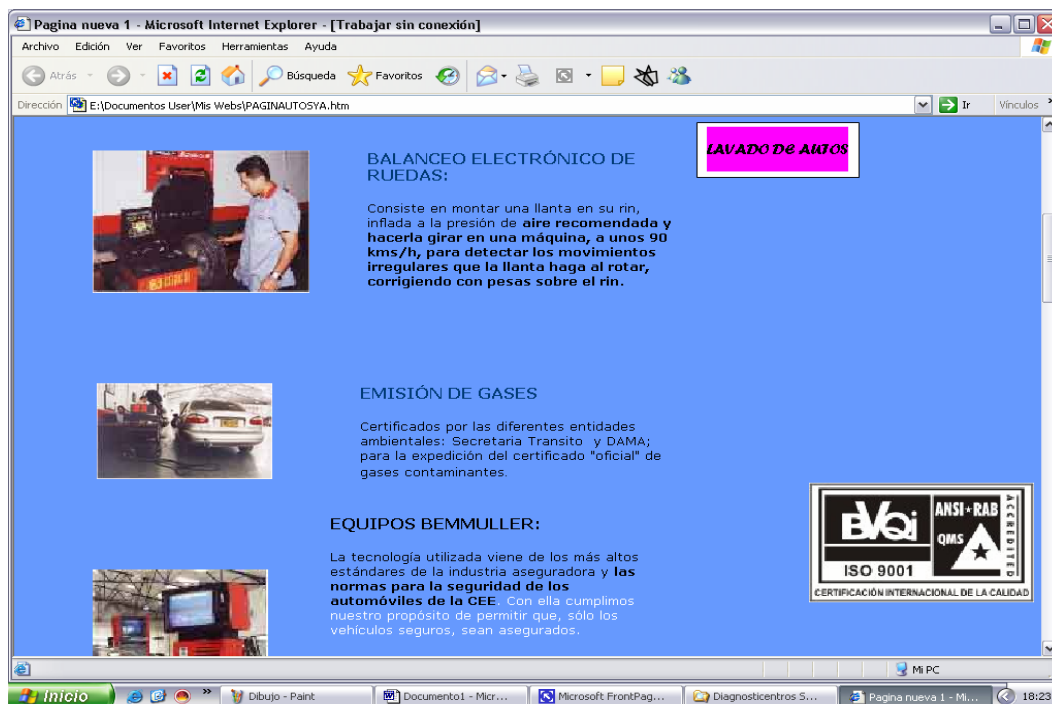 Pagina nueva 1 - Microsoft Internet Explorer - [Trabajar sin conexión]
Archivo Edición Ver Favoritos Herramientas Ayuda
Atrás Búsqueda Favoritos
Dirección E:\Documentos User\Mis Webs\PAGINAUTOSYA.htm Ir Vínculos »
LAVADO DE AUTOS
BALANCEO ELECTRÓNICO DE
RUEDAS:
Consiste en montar una llanta en su rin,
inflada a la presión de aire recomendada y
hacerla girar en una máquina, a unos 90
kms/h, para detectar los movimientos
irregulares que la llanta haga al rotar,
corrigiendo con pesas sobre el rin.
EMISIÓN DE GASES
Certificados por las diferentes entidades
ambientales: Secretaria Transito y DAMA;
para la expedición del certificado "oficial" de
gases contaminantes.
EQUIPOS BEMMULLER:
La tecnología utilizada viene de los más altos
estándares de la industria aseguradora y las
normas para la seguridad de los
automóviles de la CEE. Con ella cumplimos
nuestro propósito de permitir que, sólo los
vehículos seguros, sean asegurados.
BVQi
ISO 9001
ANSI★RAB
QMS
ACCREDITED
CERTIFICACIÓN INTERNACIONAL DE LA CALIDAD
Mi PC
Inicio » Dibujo - Paint Documento1 - Micr... Microsoft FrontPag... Diagnosticentros S... Pagina nueva 1 - Mi... 18:23